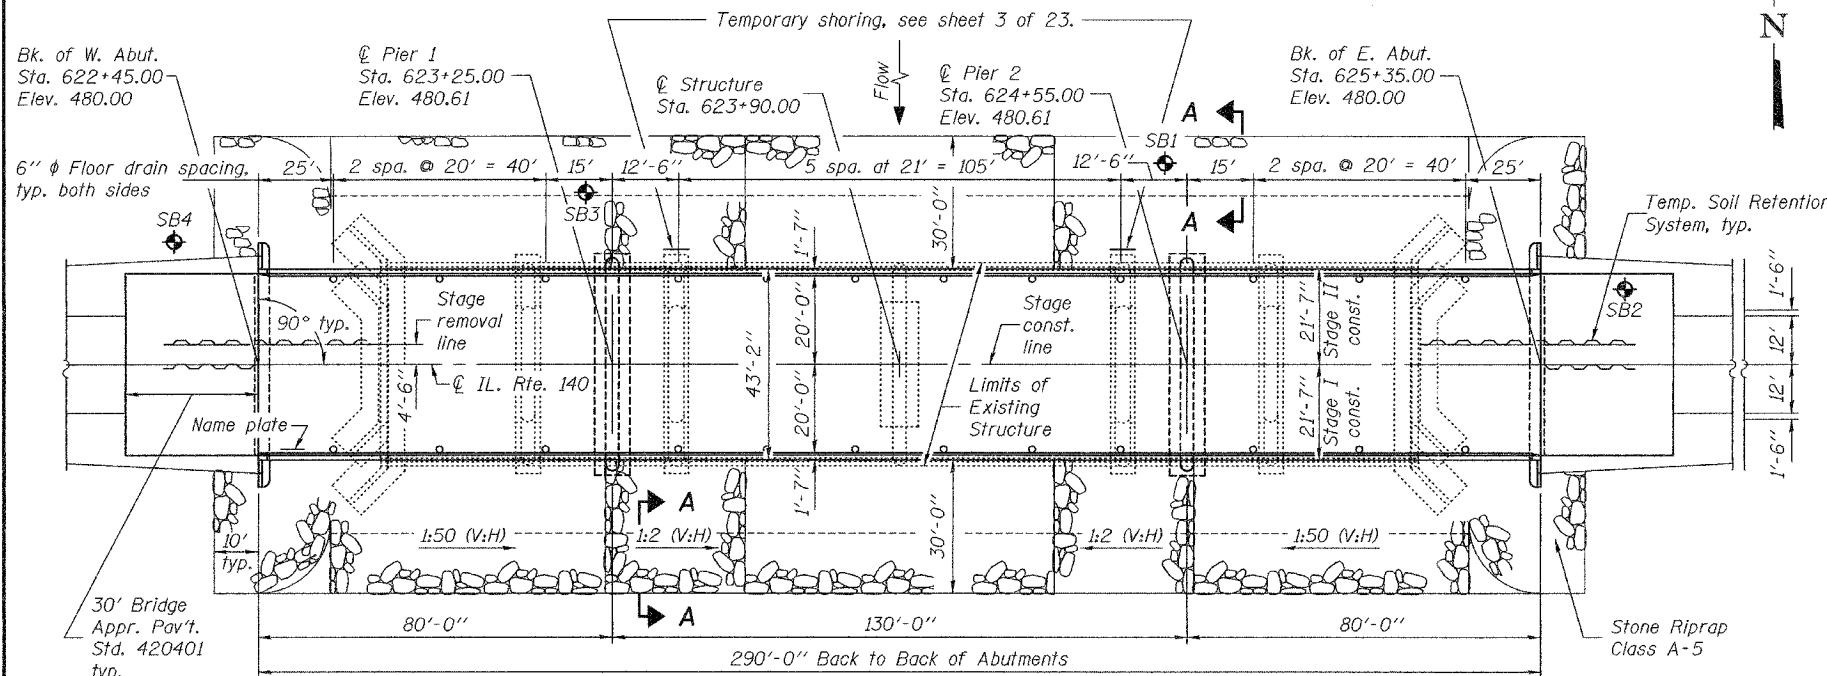 Temporary shoring, see sheet 3 of 23.
N
Bk. of W. Abut.
Sta. 622+45.00
Elev. 480.00
℄ Pier 1
Sta. 623+25.00
Elev. 480.61
℄ Structure
Sta. 623+90.00
Flow
℄ Pier 2
Sta. 624+55.00
Elev. 480.61
Bk. of E. Abut.
Sta. 625+35.00
Elev. 480.00
A
SB1
6" ϕ Floor drain spacing,
typ. both sides
25'
2 spa. @ 20' = 40'
15'
12'-6"
5 spa. at 21' = 105'
12'-6"
15'
2 spa. @ 20' = 40'
25'
SB4
SB3
A
30'-0"
1'-7"
Temp. Soil Retention
System, typ.
SB2
90° typ.
Stage
removal
line
20'-0"
Stage
const.
line
21'-7"
Stage II
const.
1'-6"
12'
℄ IL. Rte. 140
4'-6"
43'-2"
20'-0"
Limits of
Existing
Structure
21'-7"
Stage I
const.
12'
1'-6"
Name plate
1'-7"
30'-0"
A
10'
typ.
1:50 (V:H)
1:2 (V:H)
1:2 (V:H)
1:50 (V:H)
A
30' Bridge
Appr. Pav't.
Std. 420401
typ.
80'-0"
130'-0"
80'-0"
Stone Riprap
Class A-5
290'-0" Back to Back of Abutments